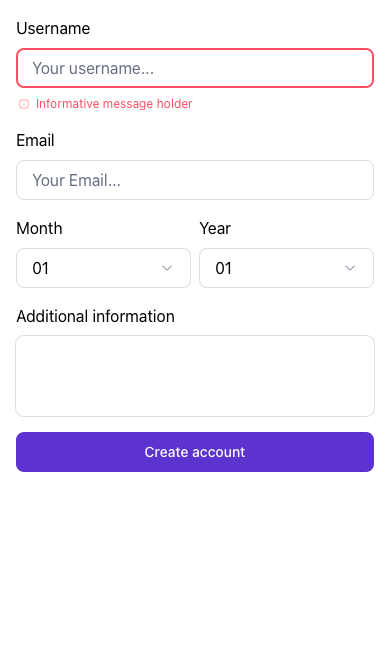 Username
Your username...
Informative message holder
Email
Your Email...
Month Year
01 01
Additional information
Create account